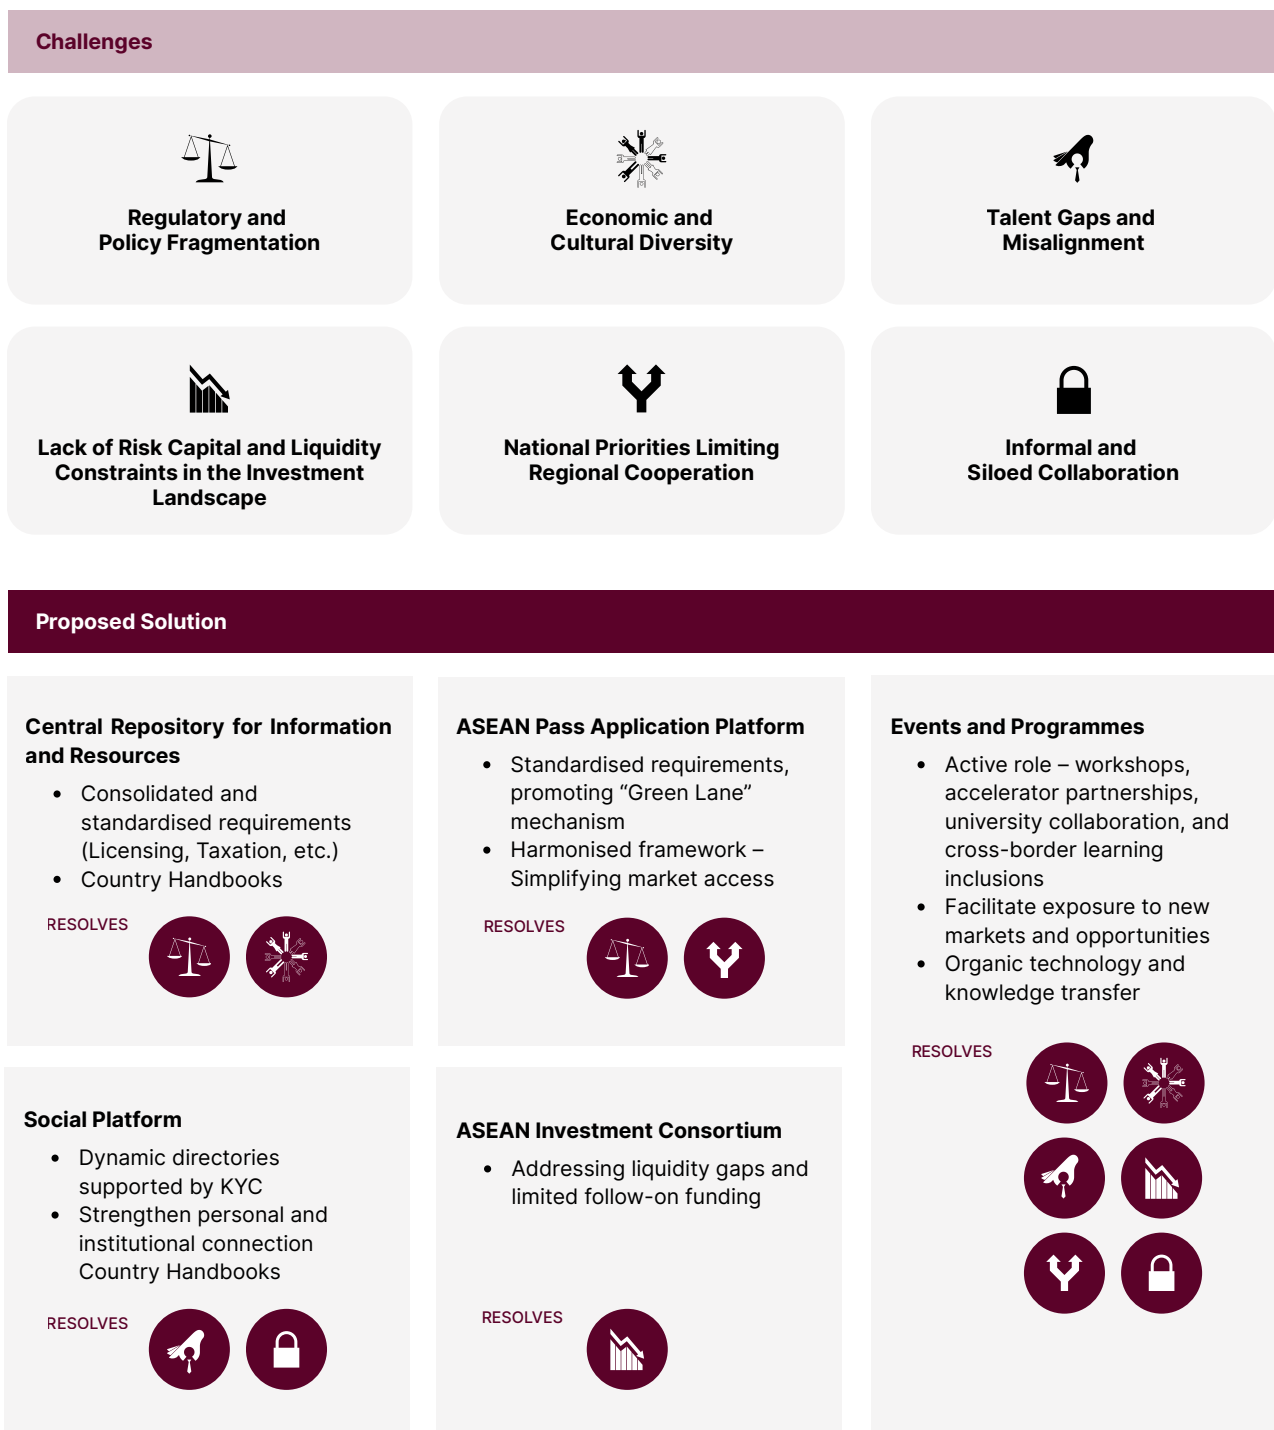 Challenges
Regulatory and
Policy Fragmentation
Economic and
Cultural Diversity
Talent Gaps and
Misalignment
Lack of Risk Capital and Liquidity
Constraints in the Investment
Landscape
National Priorities Limiting
Regional Cooperation
Informal and
Siloed Collaboration
Proposed Solution
Central Repository for Information
and Resources
• Consolidated and
standardised requirements
(Licensing, Taxation, etc.)
• Country Handbooks
RESOLVES
ASEAN Pass Application Platform
• Standardised requirements,
promoting “Green Lane”
mechanism
• Harmonised framework –
Simplifying market access
RESOLVES
Events and Programmes
• Active role – workshops,
accelerator partnerships,
university collaboration, and
cross-border learning
inclusions
• Facilitate exposure to new
markets and opportunities
• Organic technology and
knowledge transfer
RESOLVES
Social Platform
• Dynamic directories
supported by KYC
• Strengthen personal and
institutional connection
Country Handbooks
RESOLVES
ASEAN Investment Consortium
• Addressing liquidity gaps and
limited follow-on funding
RESOLVES